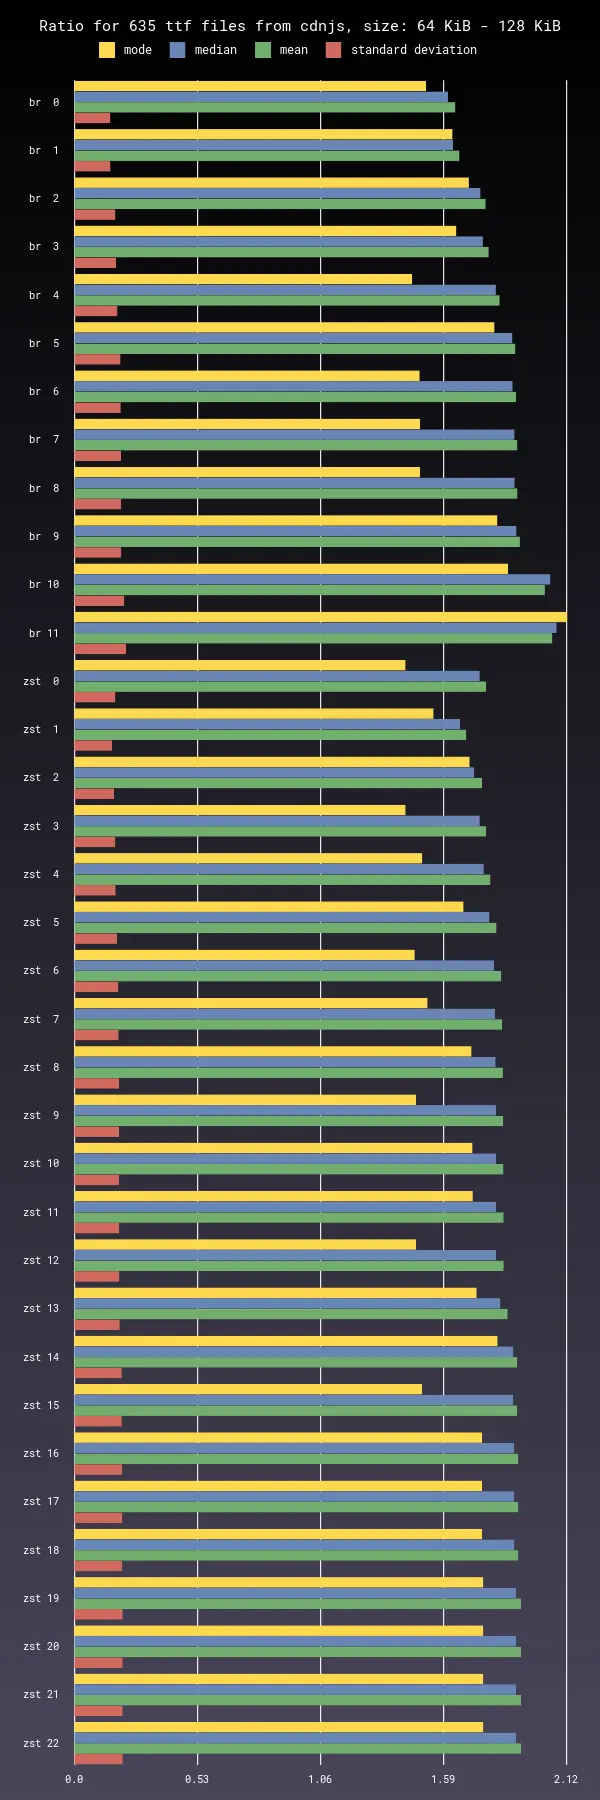 Ratio for 635 ttf files from cdnjs, size: 64 KiB - 128 KiB
mode median mean standard deviation
br 0
br 1
br 2
br 3
br 4
br 5
br 6
br 7
br 8
br 9
br 10
br 11
zst 0
zst 1
zst 2
zst 3
zst 4
zst 5
zst 6
zst 7
zst 8
zst 9
zst 10
zst 11
zst 12
zst 13
zst 14
zst 15
zst 16
zst 17
zst 18
zst 19
zst 20
zst 21
zst 22
0.0 0.53 1.06 1.59 2.12